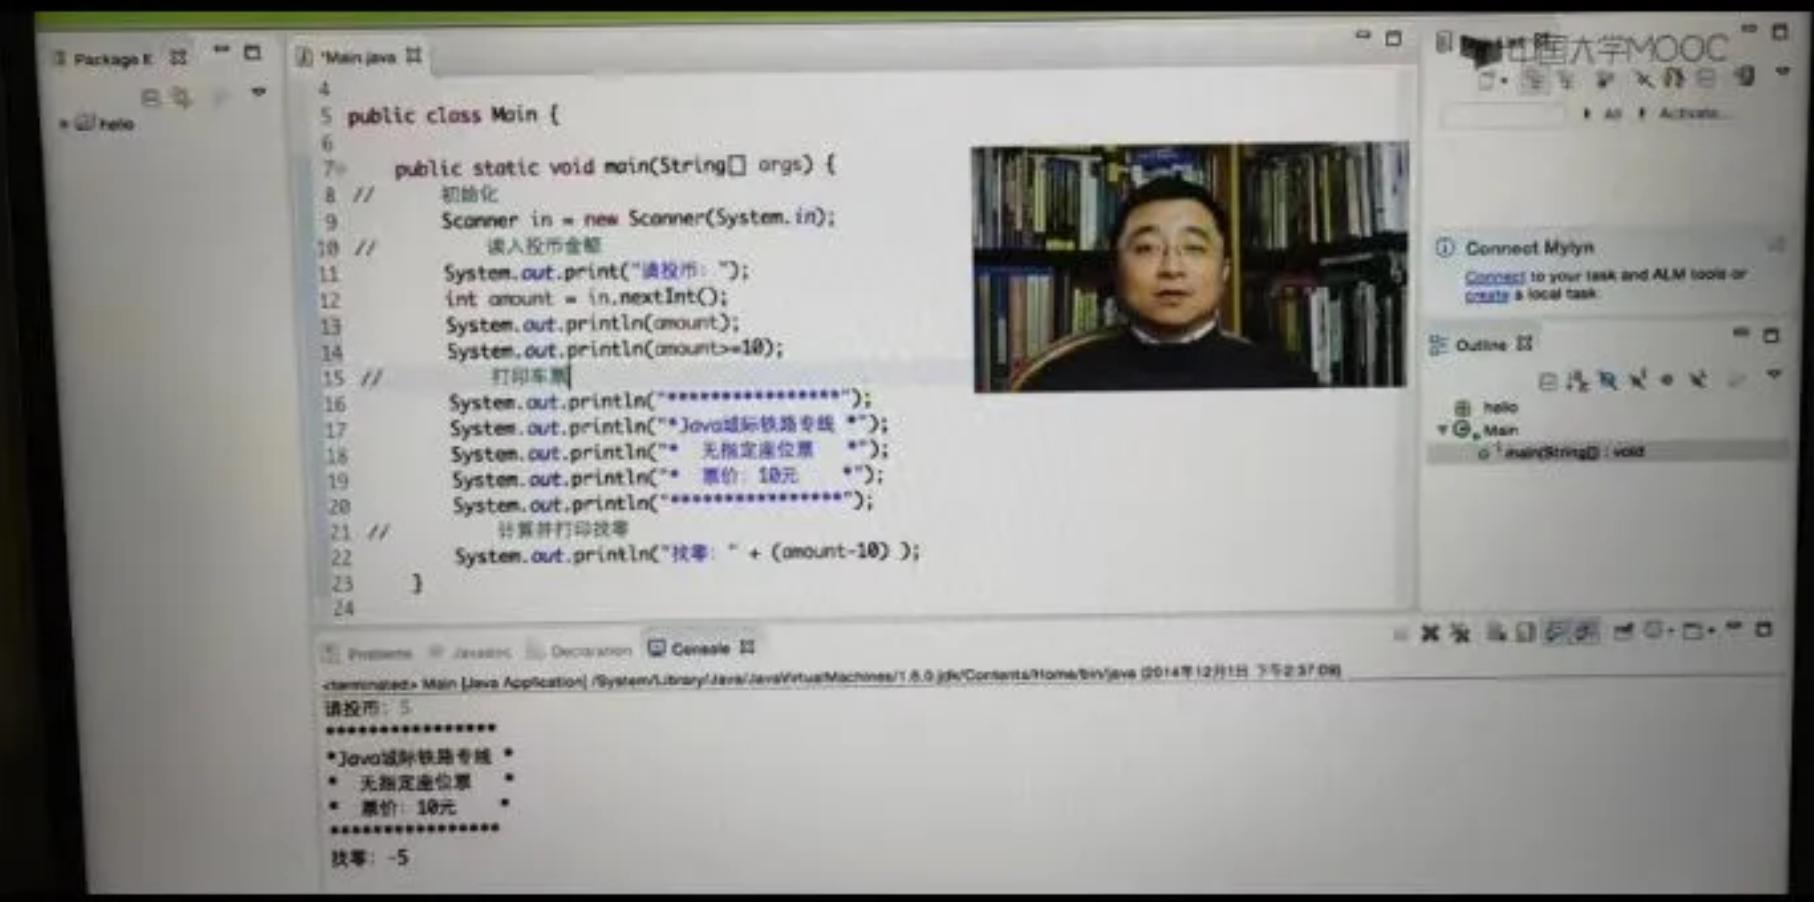 Package E
*Main.java
中国大学MOOC
hello
4
5 public class Main {
6
7 public static void main(String[] args) {
8 // 初始化
9 Scanner in = new Scanner(System.in);
10 // 读入投币金额
11 System.out.print("请投币: ");
12 int amount = in.nextInt();
13 System.out.println(amount);
14 System.out.println(amount>=10);
15 // 打印车票
16 System.out.println("****************");
17 System.out.println("*Java城际铁路专线 *");
18 System.out.println("*  无指定座位票   *");
19 System.out.println("*  票价: 10元    *");
20 System.out.println("****************");
21 // 计算并打印找零
22 System.out.println("找零: " + (amount-10) );
23 }
24
All Activate...
Connect Mylyn
Connect to your task and ALM tools or
create a local task.
Outline
hello
Main
main(String[]) : void
Problems Javadoc Declaration Console
<terminated> Main [Java Application] /System/Library/Java/JavaVirtualMachines/1.6.0.jdk/Contents/Home/bin/java (2014年12月1日 下午2:37:09)
请投币: 5
****************
*Java城际铁路专线 *
*  无指定座位票   *
*  票价: 10元    *
****************
找零: -5